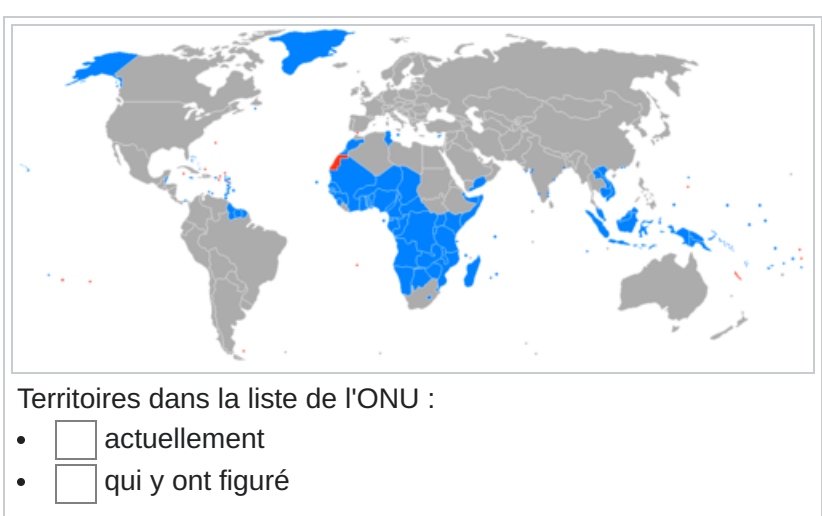 Territoires dans la liste de l'ONU :
actuellement
qui y ont figuré